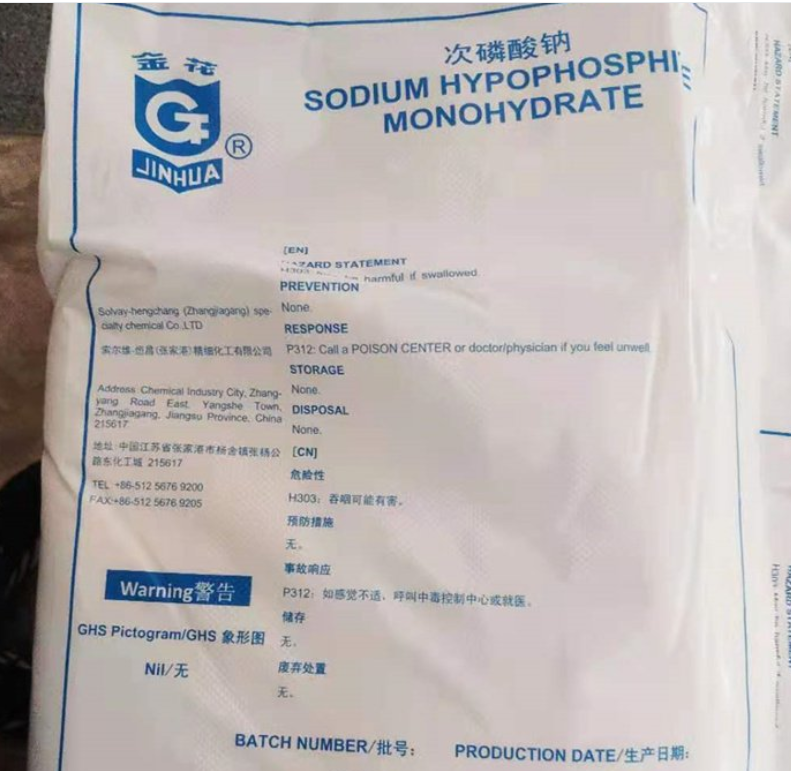 金花
JINHUA
®
次磷酸钠
SODIUM HYPOPHOSPHITE
MONOHYDRATE
[EN]
HAZARD STATEMENT
H303: harmful if swallowed.
PREVENTION
None.
RESPONSE
P312: Call a POISON CENTER or doctor/physician if you feel unwell
STORAGE
None.
DISPOSAL
None.
[CN]
危险性
H303：吞咽可能有害。
预防措施
无。
事故响应
P312：如感觉不适，呼叫中毒控制中心或就医。
储存
无。
废弃处置
无。
Solvay-hengchang (Zhangjiagang) spe-
cialty chemical Co.,LTD
索尔维-恒昌(张家港)精细化工有限公司
Address Chemical Industry City, Zhang-
yang Road East, Yangshe Town,
Zhangjiagang, Jiangsu Province, China
215617
地址:中国江苏省张家港市杨舍镇张杨公
路东化工城 215617
TEL:+86-512 5676 9200
FAX:+86-512 5676 9205
Warning警告
GHS Pictogram/GHS 象形图
Nil/无
BATCH NUMBER/批号:
PRODUCTION DATE/生产日期:
HAZARD STATEMENT
HAZARD STATEMENT